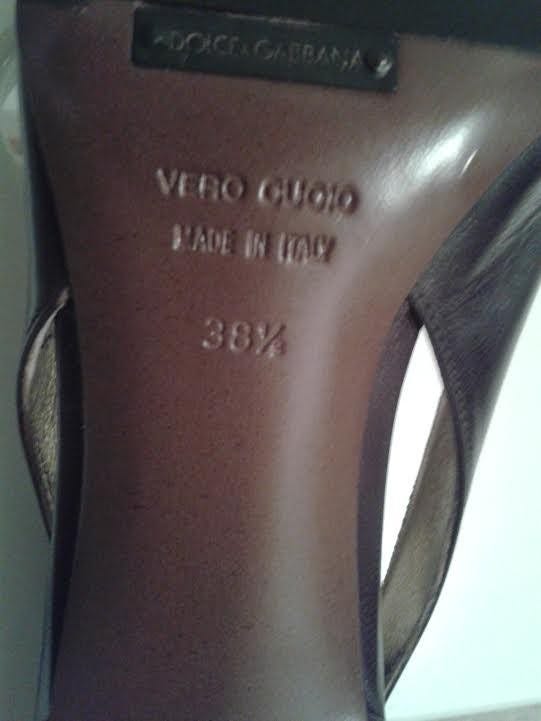 DOLCE & GABBANA
VERO CUOIO
MADE IN ITALY
38½